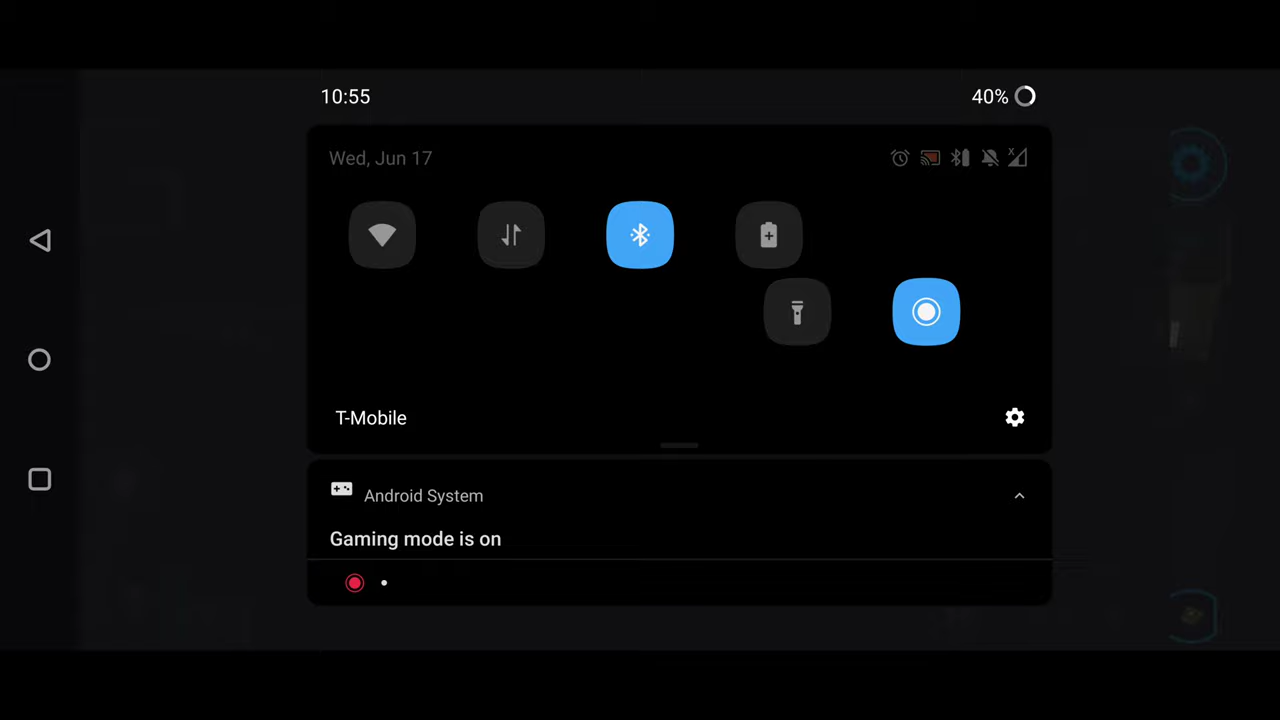 10:55
40%
Wed, Jun 17
T-Mobile
Android System
Gaming mode is on